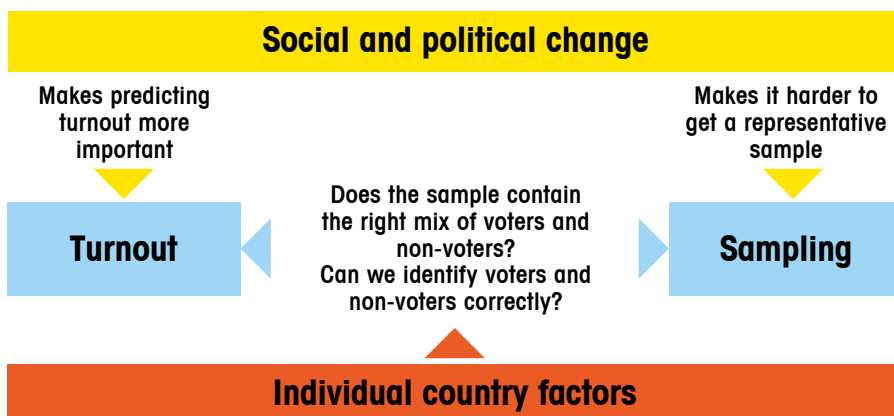 Social and political change
Makes predicting
turnout more
important
Makes it harder to
get a representative
sample
Does the sample contain
the right mix of voters and
non-voters?
Can we identify voters and
non-voters correctly?
Turnout
Sampling
Individual country factors